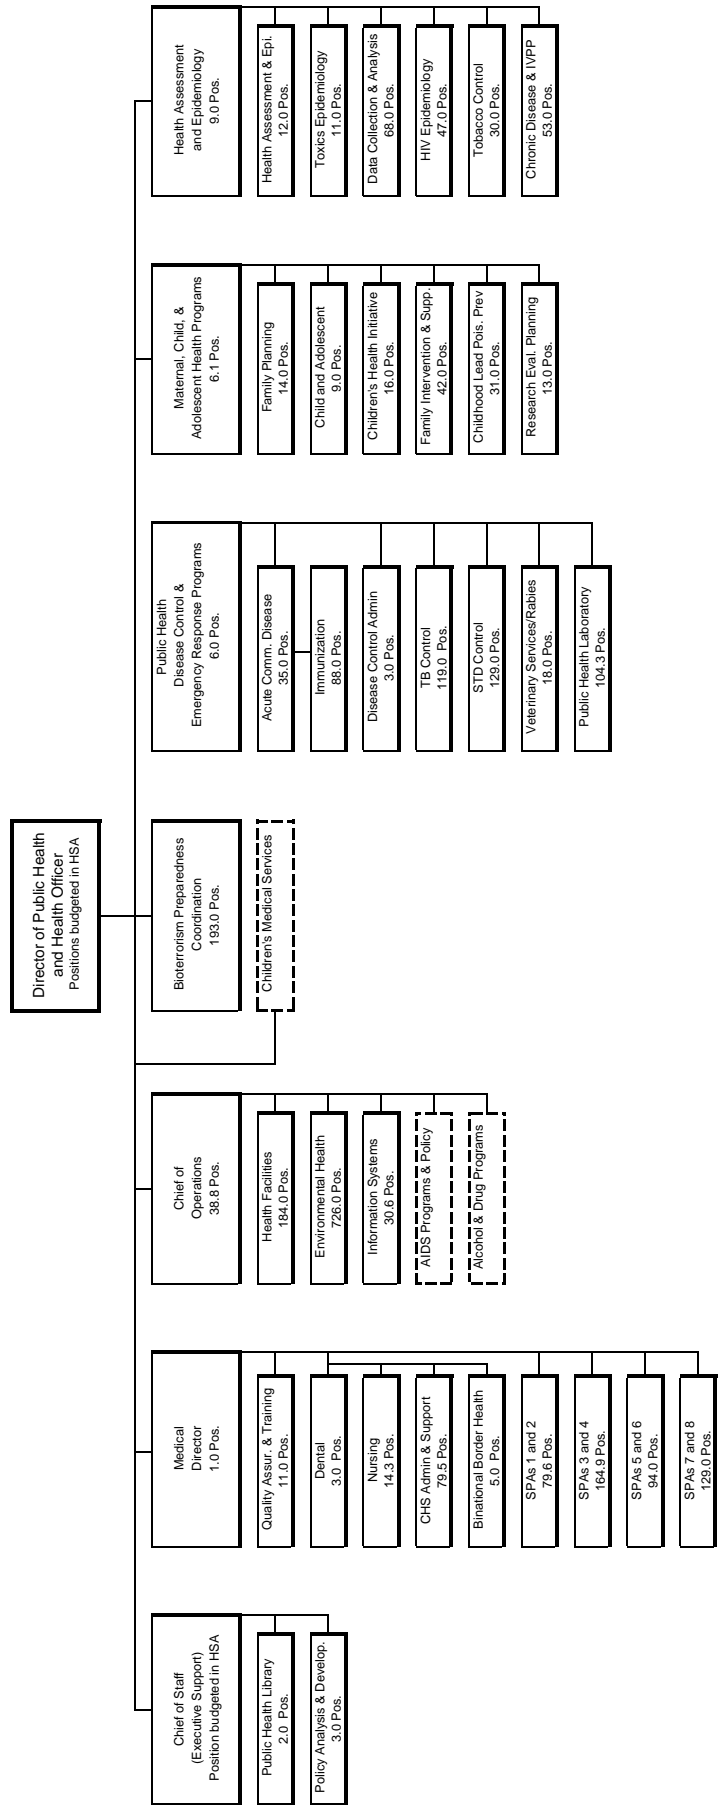 Director of Public Health
and Health Officer
Positions budgeted in HSA
Chief of Staff
(Executive Support)
Position budgeted in HSA
Public Health Library
2.0 Pos.
Policy Analysis & Develop.
3.0 Pos.
Medical
Director
1.0 Pos.
Quality Assur. & Training
11.0 Pos.
Dental
3.0 Pos.
Nursing
14.3 Pos.
CHS Admin & Support
79.5 Pos.
Binational Border Health
5.0 Pos.
SPAs 1 and 2
79.6 Pos.
SPAs 3 and 4
164.9 Pos.
SPAs 5 and 6
94.0 Pos.
SPAs 7 and 8
129.0 Pos.
Chief of
Operations
38.8 Pos.
Health Facilities
184.0 Pos.
Environmental Health
726.0 Pos.
Information Systems
30.6 Pos.
AIDS Programs & Policy
Alcohol & Drug Programs
Bioterrorism Preparedness
Coordination
193.0 Pos.
Children's Medical Services
Public Health
Disease Control &
Emergency Response Programs
6.0 Pos.
Acute Comm. Disease
35.0 Pos.
Immunization
88.0 Pos.
Disease Control Admin
3.0 Pos.
TB Control
119.0 Pos.
STD Control
129.0 Pos.
Veterinary Services/Rabies
18.0 Pos.
Public Health Laboratory
104.3 Pos.
Maternal, Child, &
Adolescent Health Programs
6.1 Pos.
Family Planning
14.0 Pos.
Child and Adolescent
9.0 Pos.
Children's Health Initiative
16.0 Pos.
Family Intervention & Supp.
42.0 Pos.
Childhood Lead Pois. Prev
31.0 Pos.
Research Eval. Planning
13.0 Pos.
Health Assessment
and Epidemiology
9.0 Pos.
Health Assessment & Epi.
12.0 Pos.
Toxics Epidemiology
11.0 Pos.
Data Collection & Analysis
68.0 Pos.
HIV Epidemiology
47.0 Pos.
Tobacco Control
30.0 Pos.
Chronic Disease & IVPP
53.0 Pos.